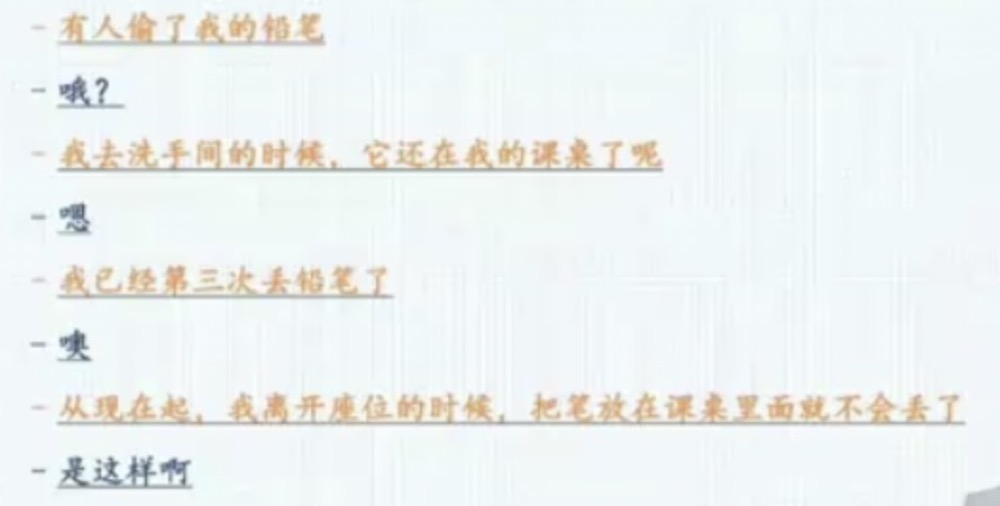 - 有人偷了我的铅笔
- 哦？
- 我去洗手间的时候，它还在我的课桌了呢
- 嗯
- 我已经第三次丢铅笔了
- 噢
- 从现在起，我离开座位的时候，把笔放在课桌里面就不会丢了
- 是这样啊